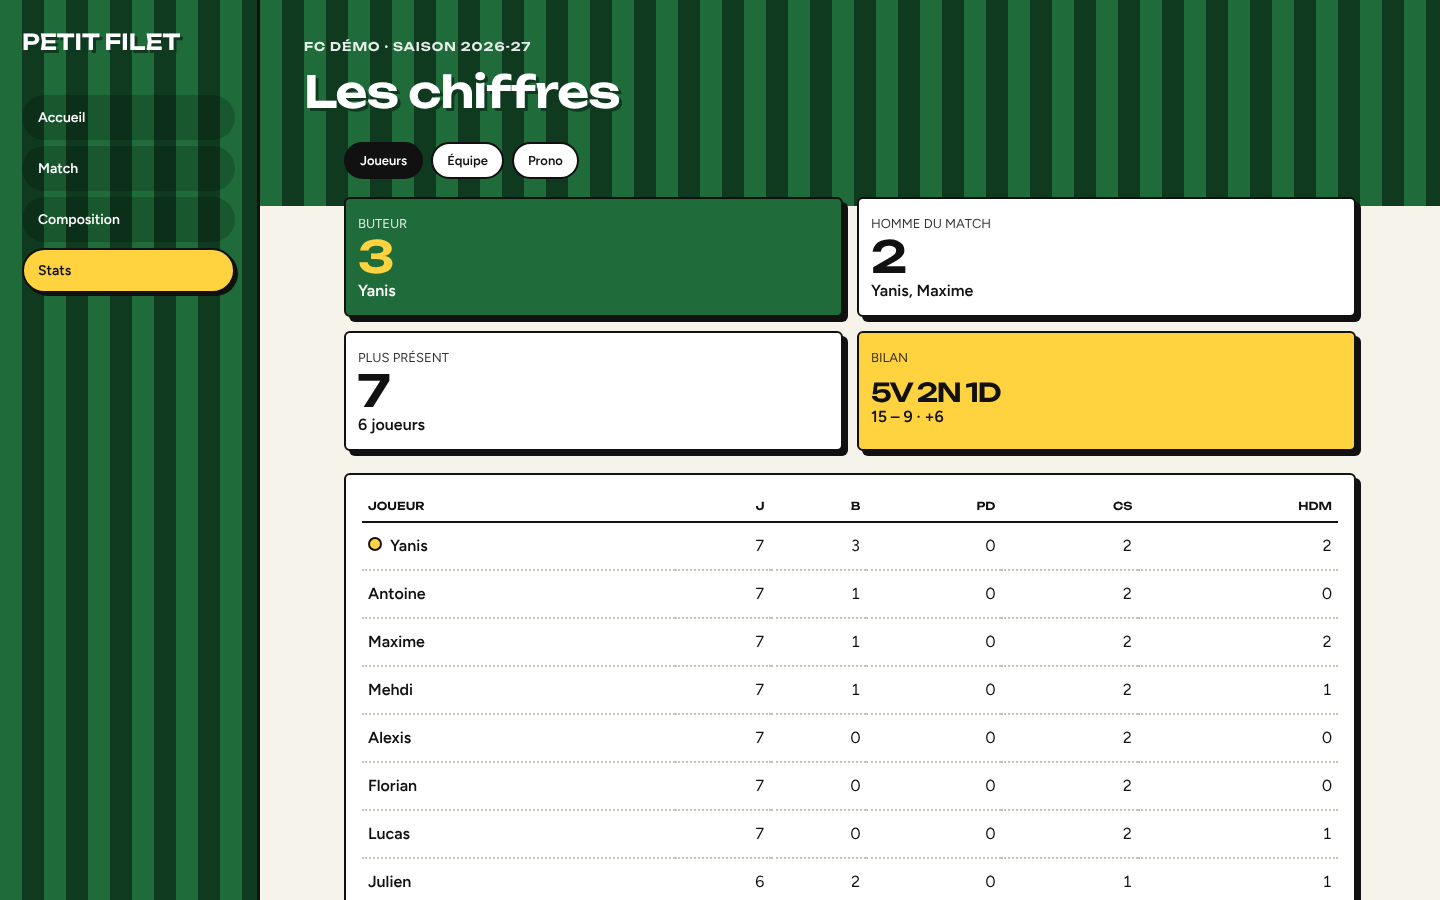 PETIT FILET
Accueil
Match
Composition
Stats
FC DÉMO · SAISON 2026-27
Les chiffres
Joueurs Équipe Prono
BUTEUR
3
Yanis
HOMME DU MATCH
2
Yanis, Maxime
PLUS PRÉSENT
7
6 joueurs
BILAN
5V 2N 1D
15 – 9 · +6
JOUEUR J B PD CS HDM
Yanis 7 3 0 2 2
Antoine 7 1 0 2 0
Maxime 7 1 0 2 2
Mehdi 7 1 0 2 1
Alexis 7 0 0 2 0
Florian 7 0 0 2 0
Lucas 7 0 0 2 1
Julien 6 2 0 1 1